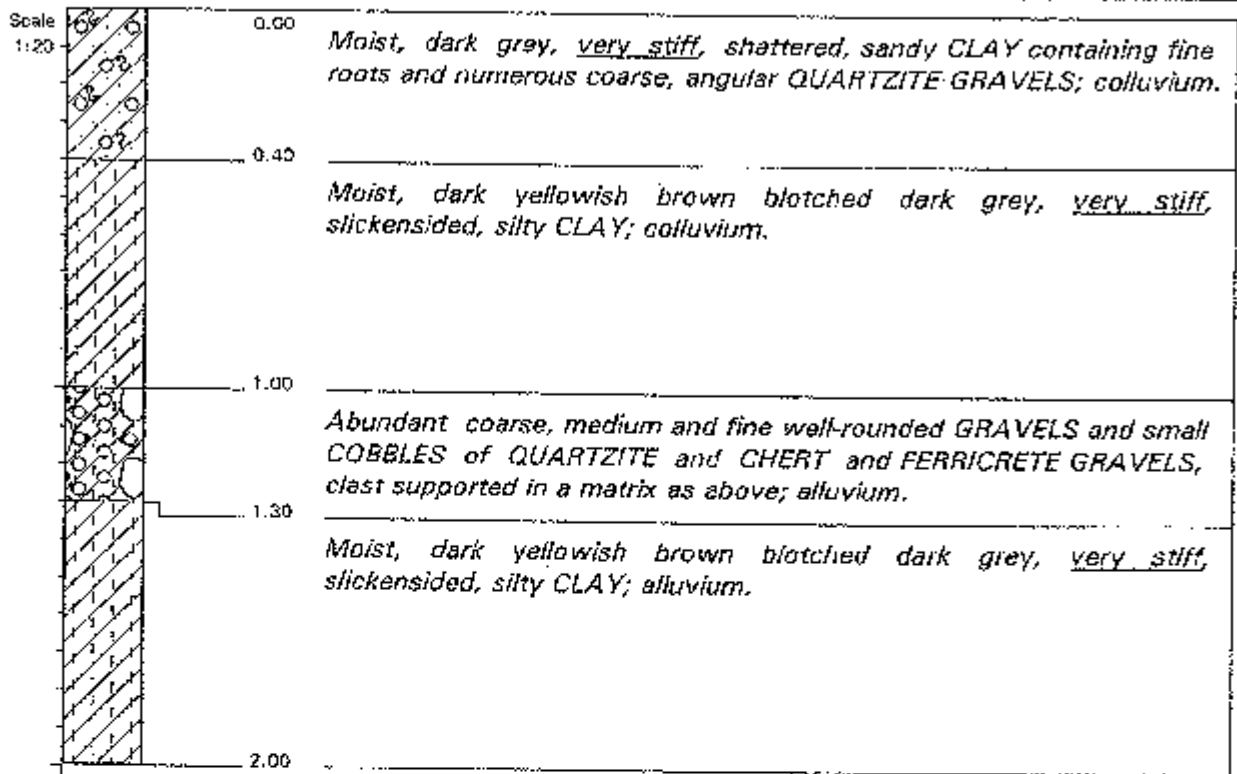 Scale
1:20
0.00
Moist, dark grey, very stiff, shattered, sandy CLAY containing fine
roots and numerous coarse, angular QUARTZITE GRAVELS; colluvium.
0.40
Moist, dark yellowish brown blotched dark grey, very stiff,
slickensided, silty CLAY; colluvium.
1.00
Abundant coarse, medium and fine well-rounded GRAVELS and small
COBBLES of QUARTZITE and CHERT and FERRICRETE GRAVELS,
clast supported in a matrix as above; alluvium.
1.30
Moist, dark yellowish brown blotched dark grey, very stiff,
slickensided, silty CLAY; alluvium.
2.00